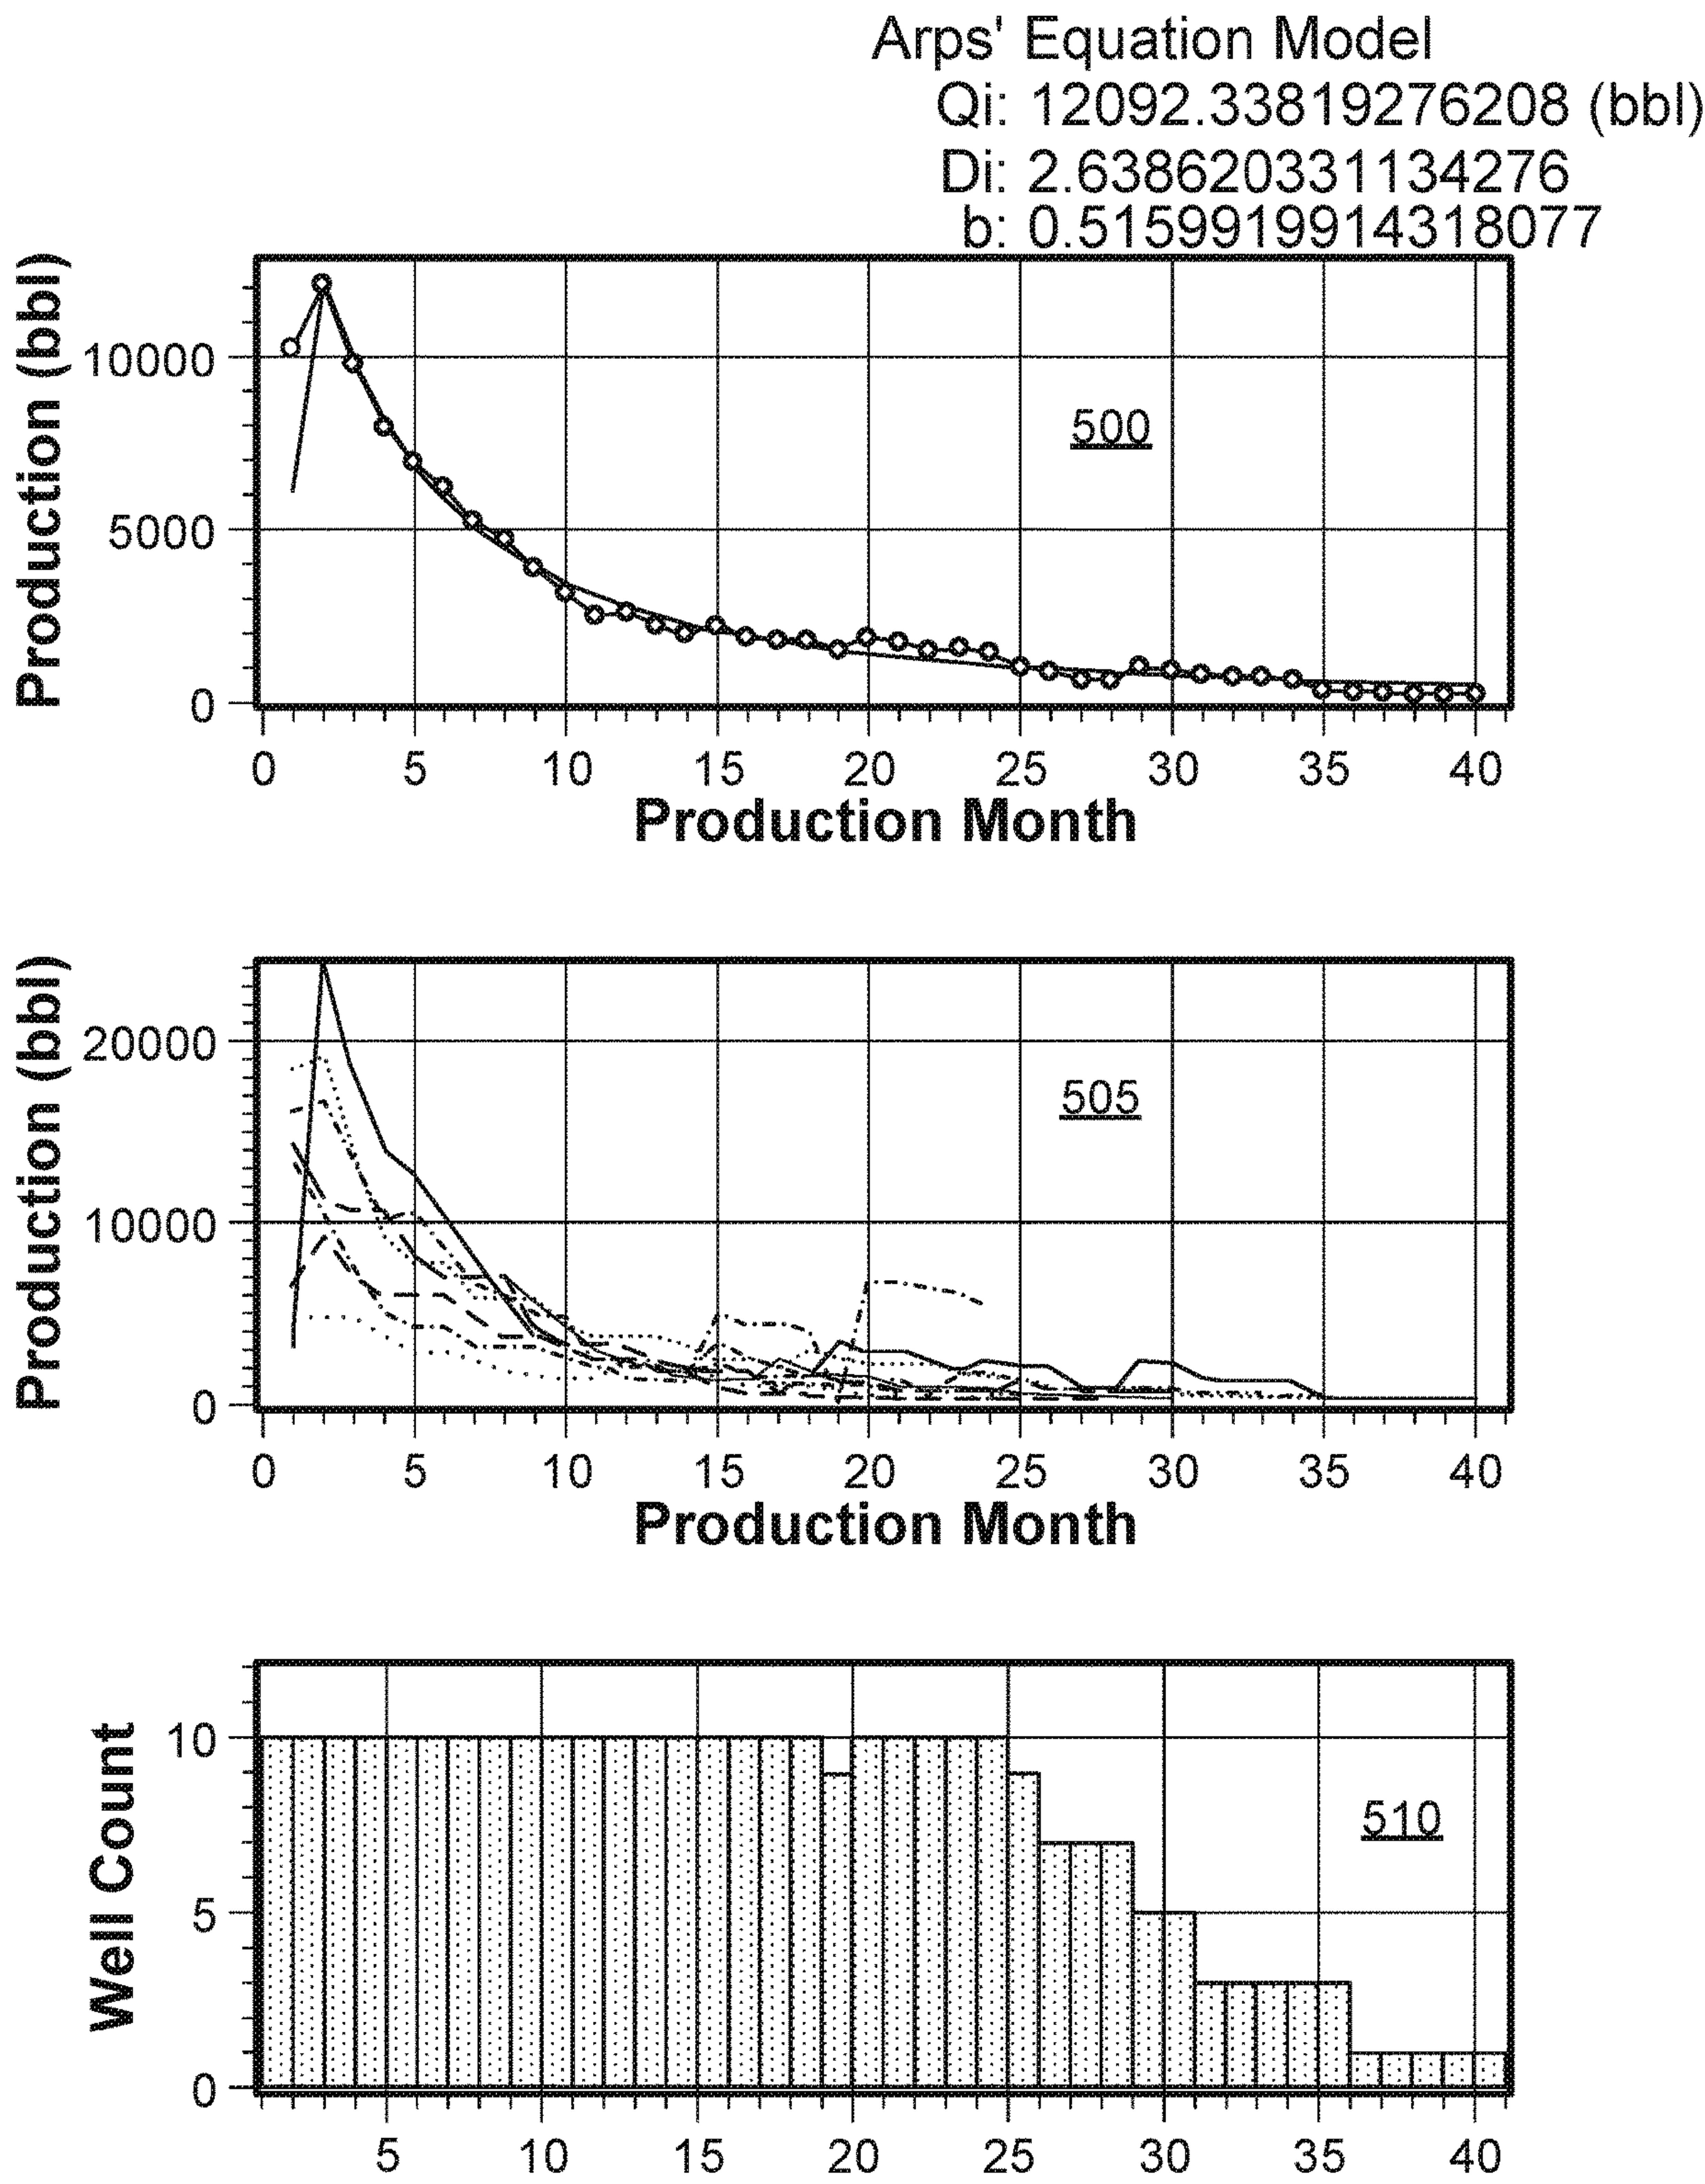 Arps' Equation Model
Qi: 12092.33819276208 (bbl)
Di: 2.638620331134276
b: 0.5159919914318077
Production (bbl)
10000
5000
0
500
0 5 10 15 20 25 30 35 40
Production Month
Production (bbl)
20000
10000
0
505
0 5 10 15 20 25 30 35 40
Production Month
Well Count
10
5
0
510
5 10 15 20 25 30 35 40